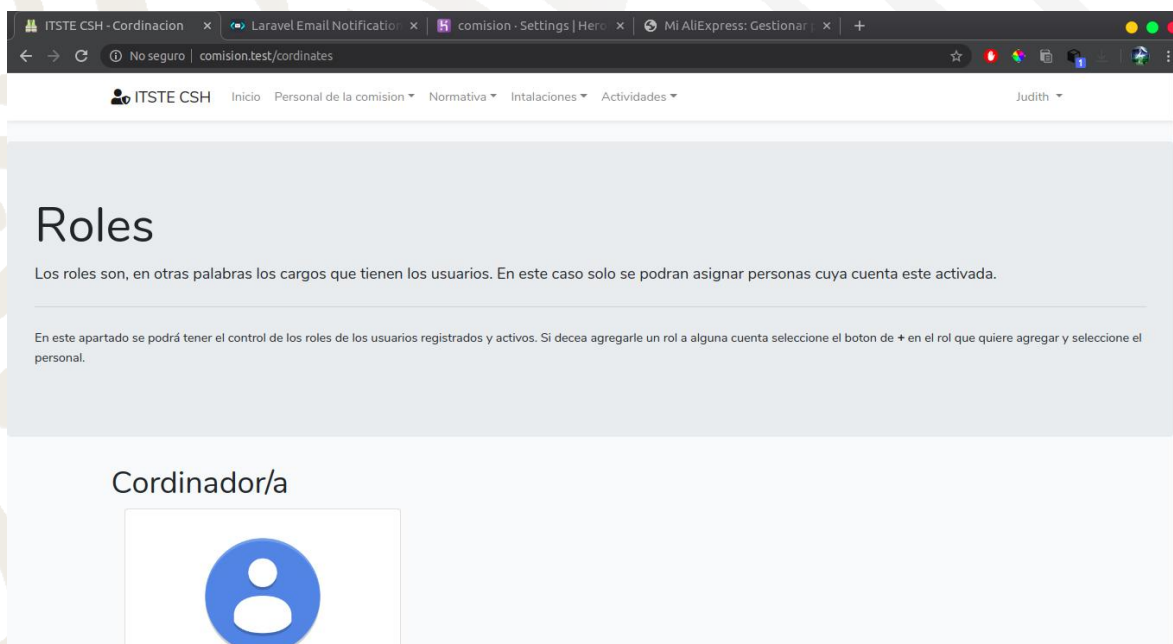 ITSTE CSH - Cordinacion
Laravel Email Notification
comision · Settings | Hero
Mi AliExpress: Gestionar
No seguro | comision.test/cordinates
1
ITSTE CSH Inicio Personal de la comision Normativa Intalaciones Actividades Judith
Roles
Los roles son, en otras palabras los cargos que tienen los usuarios. En este caso solo se podran asignar personas cuya cuenta este activada.
En este apartado se podrá tener el control de los roles de los usuarios registrados y activos. Si decea agregarle un rol a alguna cuenta seleccione el boton de + en el rol que quiere agregar y seleccione el
personal.
Cordinador/a